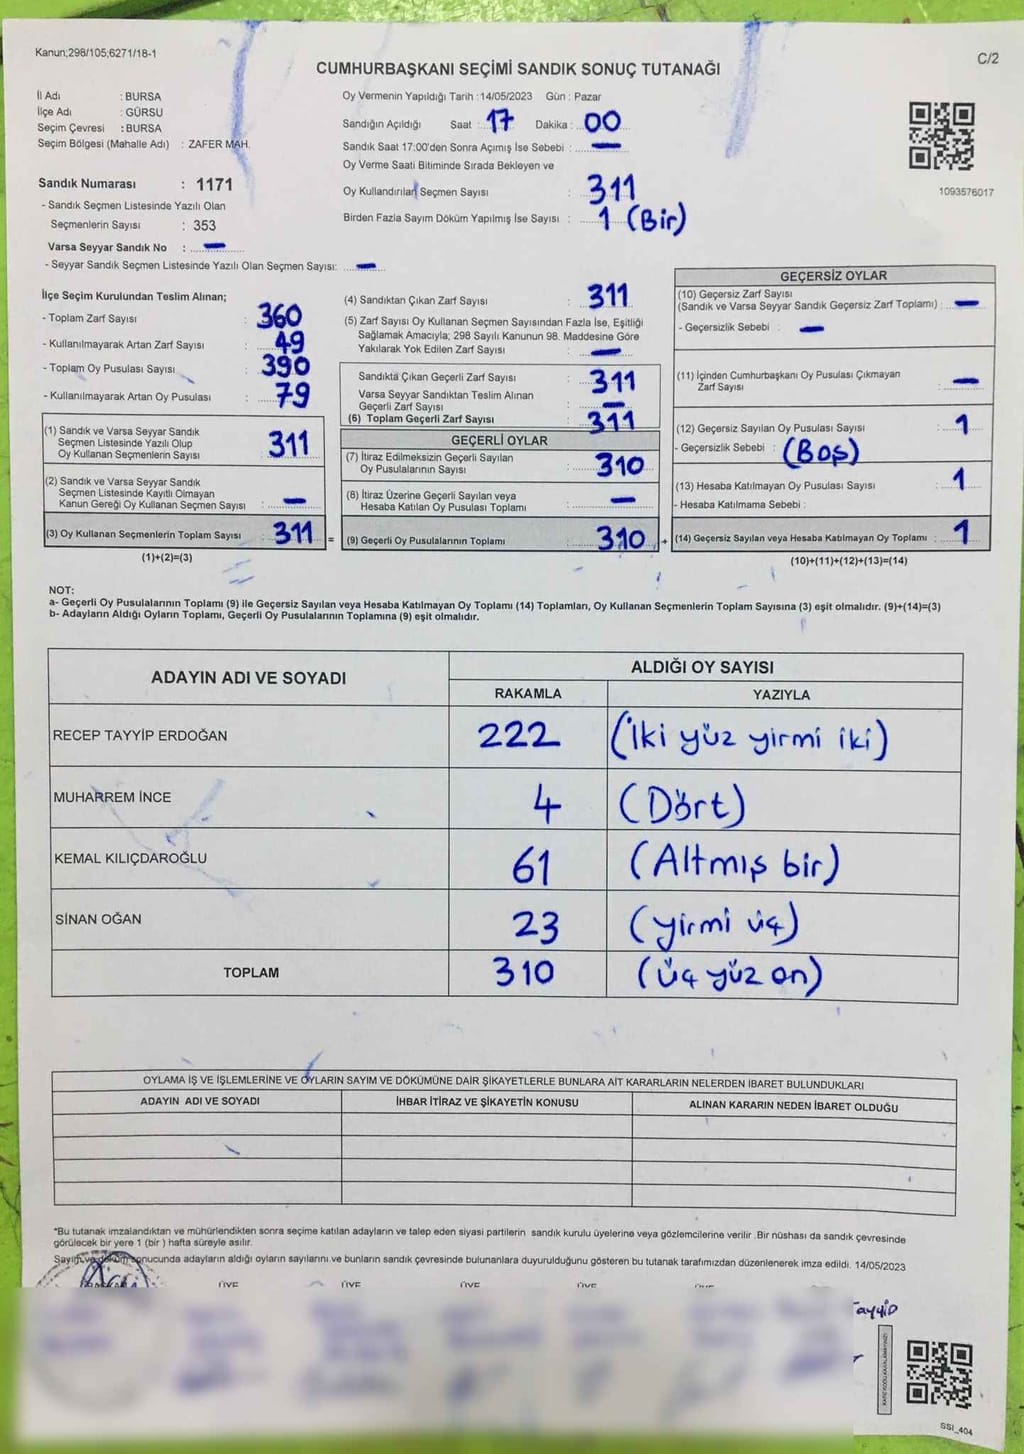 Kanun;298/105;6271/18-1
C/2
CUMHURBAŞKANI SEÇİMİ SANDIK SONUÇ TUTANAĞI
İl Adı : BURSA
İlçe Adı : GÜRSU
Seçim Çevresi : BURSA
Seçim Bölgesi (Mahalle Adı) : ZAFER MAH.
Sandık Numarası : 1171
- Sandık Seçmen Listesinde Yazılı Olan
Seçmenlerin Sayısı : 353
Varsa Seyyar Sandık No : —
- Seyyar Sandık Seçmen Listesinde Yazılı Olan Seçmen Sayısı: —
Oy Vermenin Yapıldığı Tarih : 14/05/2023 Gün : Pazar
Sandığın Açıldığı Saat : 17 Dakika : 00
Sandık Saat 17:00'den Sonra Açımış İse Sebebi : —
Oy Verme Saati Bitiminde Sırada Bekleyen ve
Oy Kullandırılan Seçmen Sayısı : 311
Birden Fazla Sayım Döküm Yapılmış İse Sayısı : 1 (Bir)
1093576017
İlçe Seçim Kurulundan Teslim Alınan;
- Toplam Zarf Sayısı : 360
- Kullanılmayarak Artan Zarf Sayısı : 49
- Toplam Oy Pusulası Sayısı : 390
- Kullanılmayarak Artan Oy Pusulası : 79
(1) Sandık ve Varsa Seyyar Sandık
Seçmen Listesinde Yazılı Olup
Oy Kullanan Seçmenlerin Sayısı : 311
(2) Sandık ve Varsa Seyyar Sandık
Seçmen Listesinde Kayıtlı Olmayan
Kanun Gereği Oy Kullanan Seçmen Sayısı : —
(3) Oy Kullanan Seçmenlerin Toplam Sayısı : 311 =
(1)+(2)=(3)
(4) Sandıktan Çıkan Zarf Sayısı : 311
(5) Zarf Sayısı Oy Kullanan Seçmen Sayısından Fazla İse, Eşitliği
Sağlamak Amacıyla; 298 Sayılı Kanunun 98. Maddesine Göre
Yakılarak Yok Edilen Zarf Sayısı : —
Sandıkta Çıkan Geçerli Zarf Sayısı : 311
Varsa Seyyar Sandıktan Teslim Alınan
Geçerli Zarf Sayısı : —
(6) Toplam Geçerli Zarf Sayısı : 311
GEÇERLİ OYLAR
(7) İtiraz Edilmeksizin Geçerli Sayılan
Oy Pusulalarının Sayısı : 310
(8) İtiraz Üzerine Geçerli Sayılan veya
Hesaba Katılan Oy Pusulası Toplamı : —
(9) Geçerli Oy Pusulalarının Toplamı : 310 +
GEÇERSİZ OYLAR
(10) Geçersiz Zarf Sayısı
(Sandık ve Varsa Seyyar Sandık Geçersiz Zarf Toplamı) : —
- Geçersizlik Sebebi : —
(11) İçinden Cumhurbaşkanı Oy Pusulası Çıkmayan
Zarf Sayısı : —
(12) Geçersiz Sayılan Oy Pusulası Sayısı : 1
- Geçersizlik Sebebi : (Boş)
(13) Hesaba Katılmayan Oy Pusulası Sayısı : 1
- Hesaba Katılmama Sebebi :
(14) Geçersiz Sayılan veya Hesaba Katılmayan Oy Toplamı : 1
(10)+(11)+(12)+(13)=(14)
NOT:
a- Geçerli Oy Pusulalarının Toplamı (9) ile Geçersiz Sayılan veya Hesaba Katılmayan Oy Toplamı (14) Toplamları, Oy Kullanan Seçmenlerin Toplam Sayısına (3) eşit olmalıdır. (9)+(14)=(3)
b- Adayların Aldığı Oyların Toplamı, Geçerli Oy Pusulalarının Toplamına (9) eşit olmalıdır.
ADAYIN ADI VE SOYADI ALDIĞI OY SAYISI
RAKAMLA YAZIYLA
RECEP TAYYİP ERDOĞAN 222 (İki yüz yirmi iki)
MUHARREM İNCE 4 (Dört)
KEMAL KILIÇDAROĞLU 61 (Altmış bir)
SİNAN OĞAN 23 (yirmi üç)
TOPLAM 310 (üç yüz on)
OYLAMA İŞ VE İŞLEMLERİNE VE OYLARIN SAYIM VE DÖKÜMÜNE DAİR ŞİKAYETLERLE BUNLARA AİT KARARLARIN NELERDEN İBARET BULUNDUKLARI
ADAYIN ADI VE SOYADI İHBAR İTİRAZ VE ŞİKAYETİN KONUSU ALINAN KARARIN NEDEN İBARET OLDUĞU
*Bu tutanak imzalandıktan ve mühürlendikten sonra seçime katılan adayların ve talep eden siyasi partilerin sandık kurulu üyelerine veya gözlemcilerine verilir .Bir nüshası da sandık çevresinde
görülecek bir yere 1 (bir ) hafta süreyle asılır.
Sayım ve döküm sonucunda adayların aldığı oyların sayılarını ve bunların sandık çevresinde bulunanlara duyurulduğunu gösteren bu tutanak tarafımızdan düzenlenerek imza edildi. 14/05/2023
ÜYE ÜYE ÜYE ÜYE
SSI_404